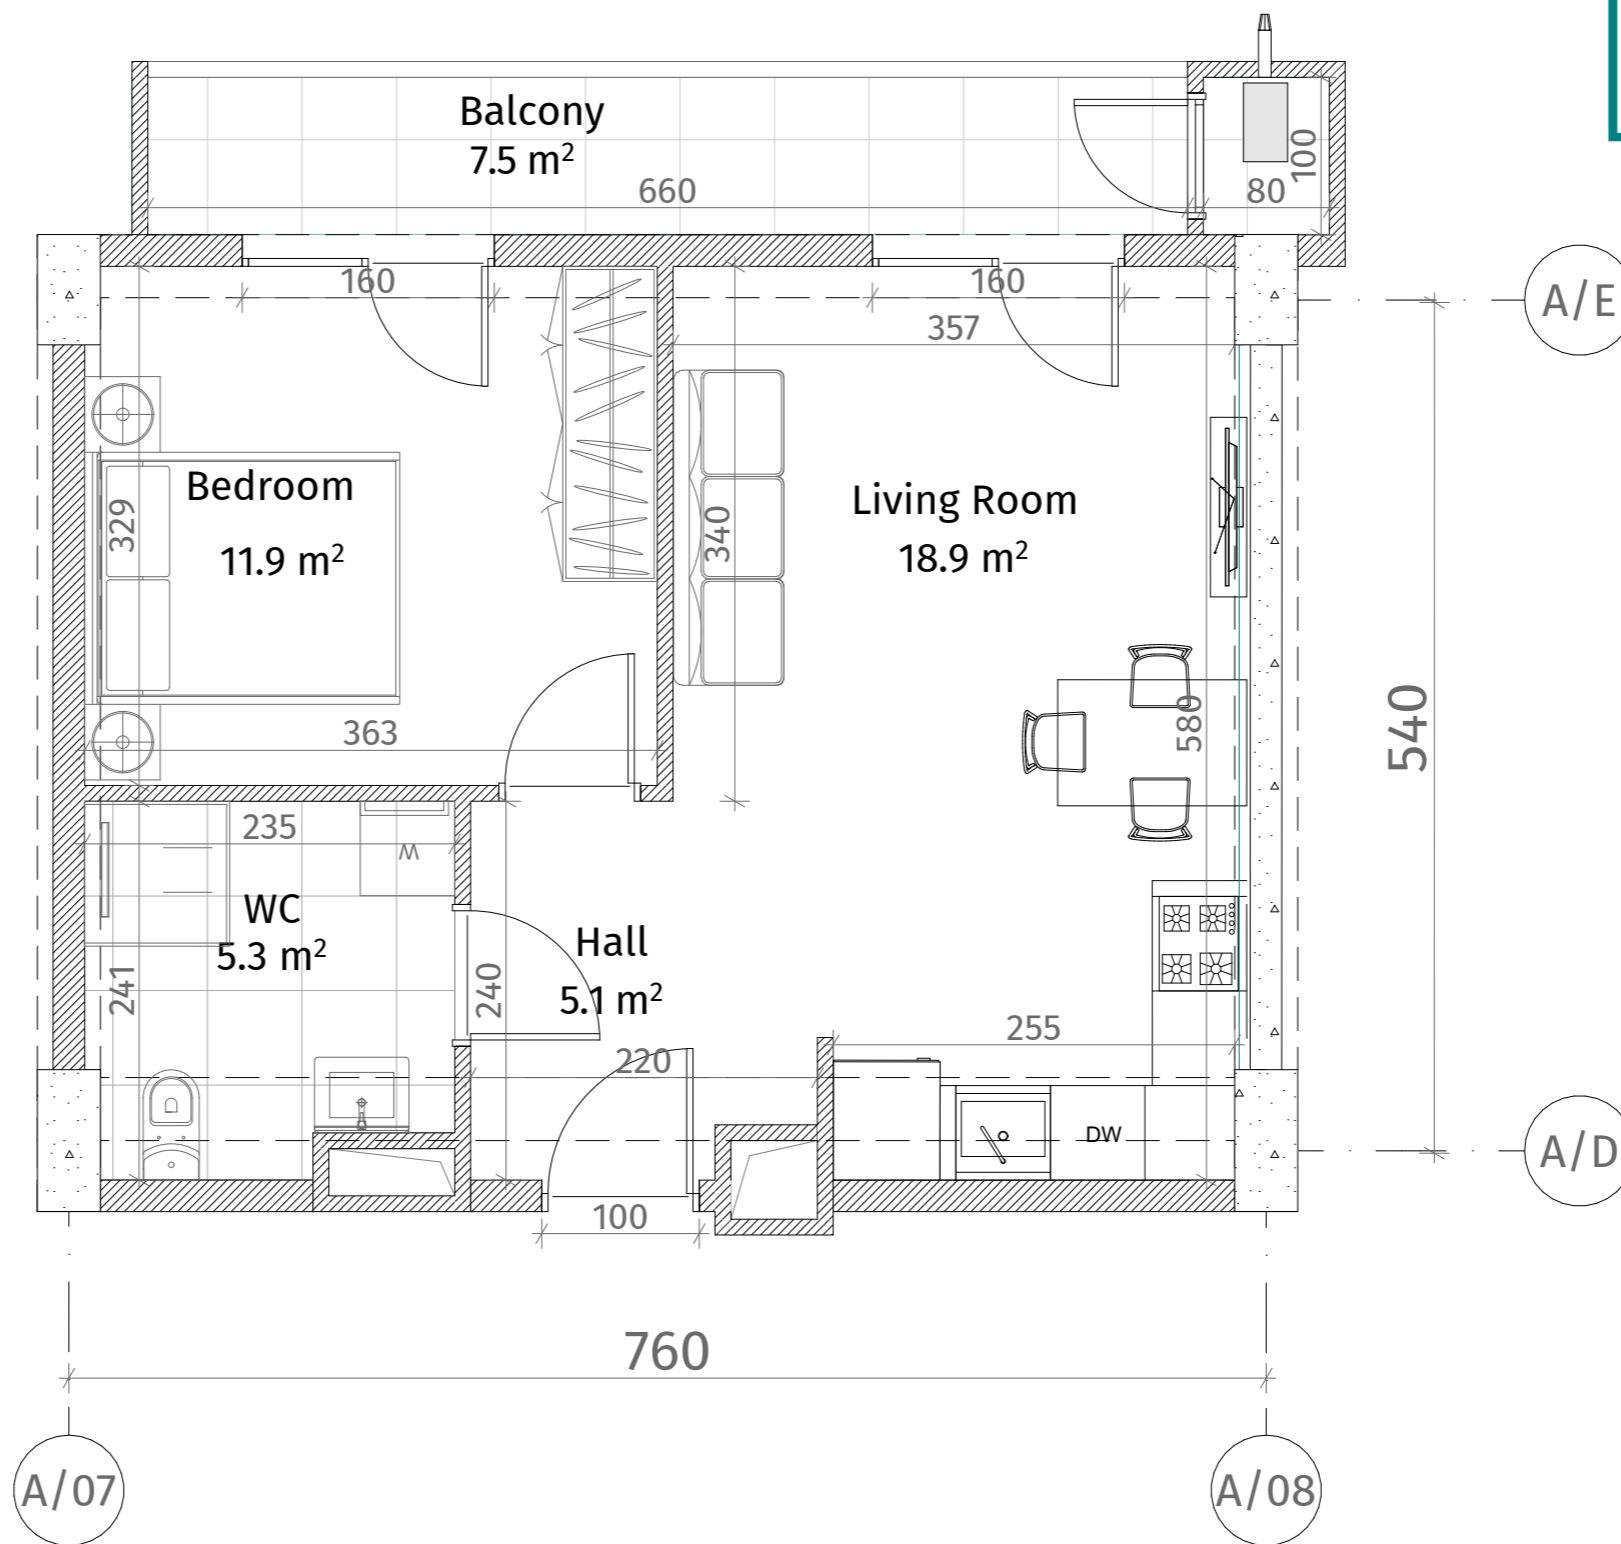 Balcony
7.5 m²
660
80
100
160
160
357
A/E
Bedroom
11.9 m²
329
340
Living Room
18.9 m²
363
580
540
235
W
WC
5.3 m²
241
240
Hall
5.1 m²
220
255
DW
A/D
100
760
A/07
A/08